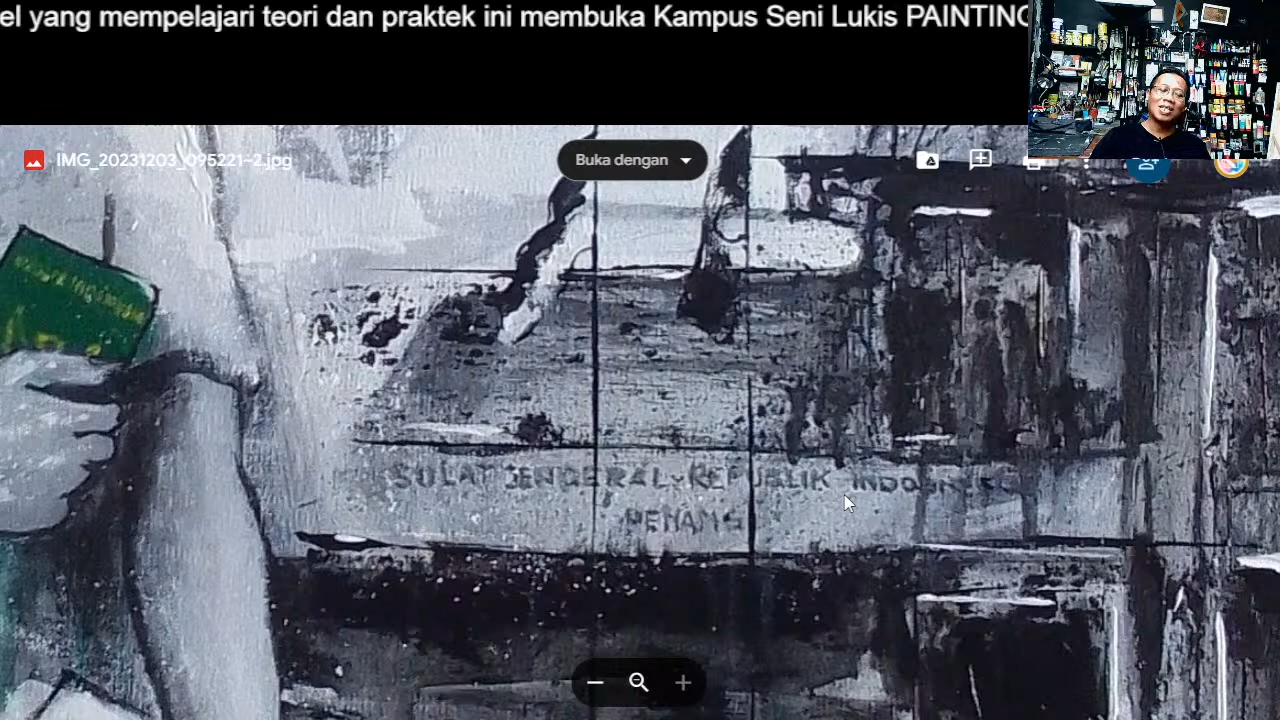 el yang mempelajari teori dan praktek ini membuka Kampus Seni Lukis PAINTING
IMG_20231203_095221~2.jpg
Buka dengan
SULAT JENGERAL REPUBLIK INDONESIA
PENANG